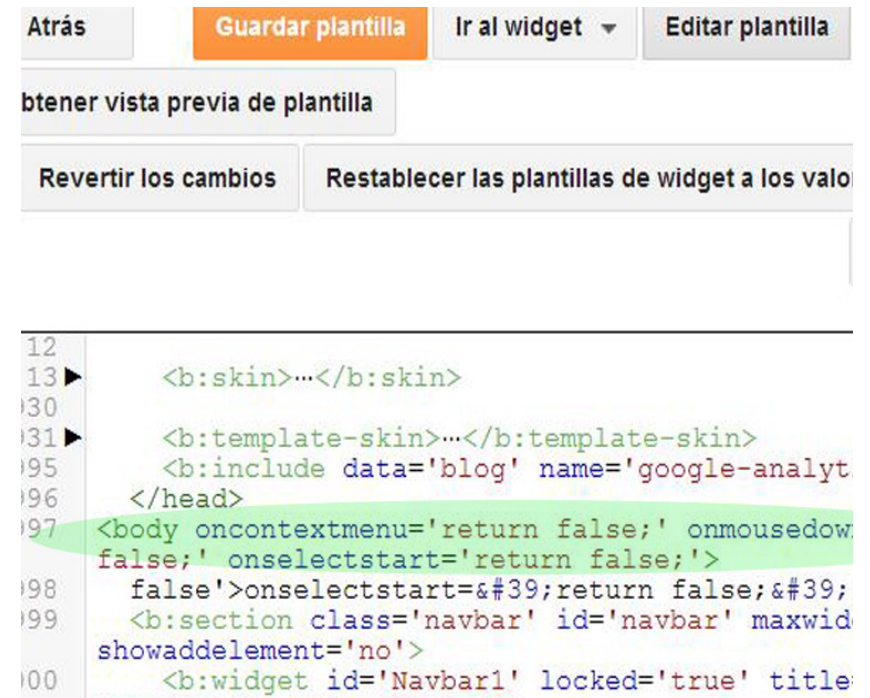 Atrás Guardar plantilla Ir al widget Editar plantilla
btener vista previa de plantilla
Revertir los cambios Restablecer las plantillas de widget a los valo
12
13 <b:skin>…</b:skin>
930
931 <b:template-skin>…</b:template-skin>
995 <b:include data='blog' name='google-analyt
996 </head>
997 <body oncontextmenu='return false;' onmousedow
false;' onselectstart='return false;'>
998 false'>onselectstart=&#39;return false;&#39;
999 <b:section class='navbar' id='navbar' maxwid
showaddelement='no'>
000 <b:widget id='Navbar1' locked='true' title